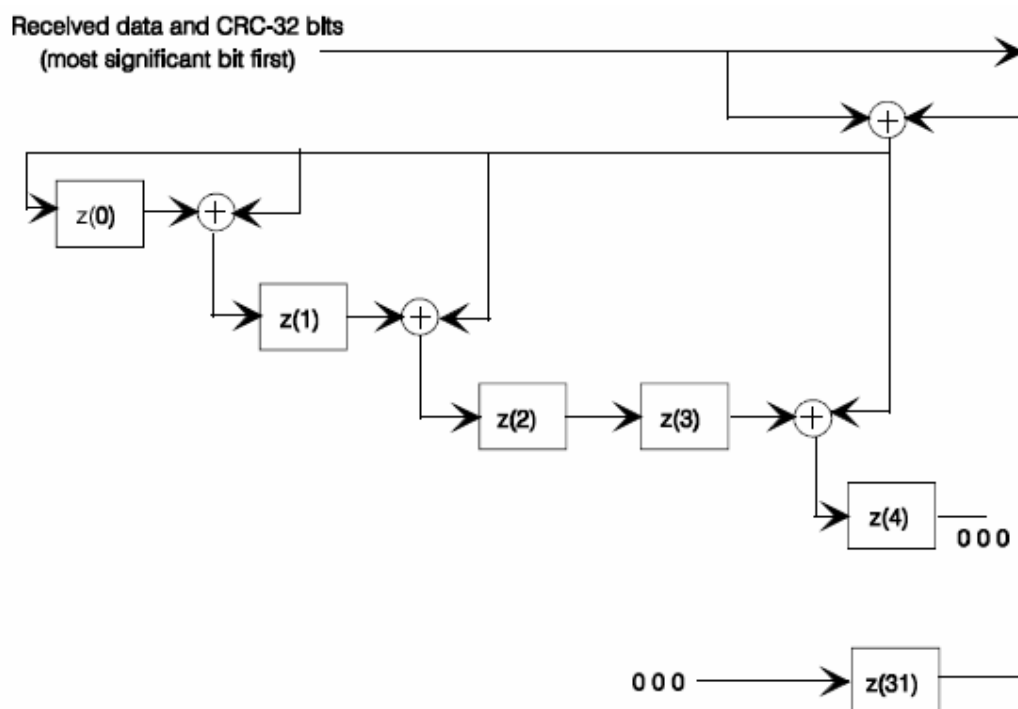 Received data and CRC-32 bits
(most significant bit first)
+
z(0)
+
z(1)
+
z(2)
z(3)
+
z(4)
0 0 0
0 0 0
z(31)